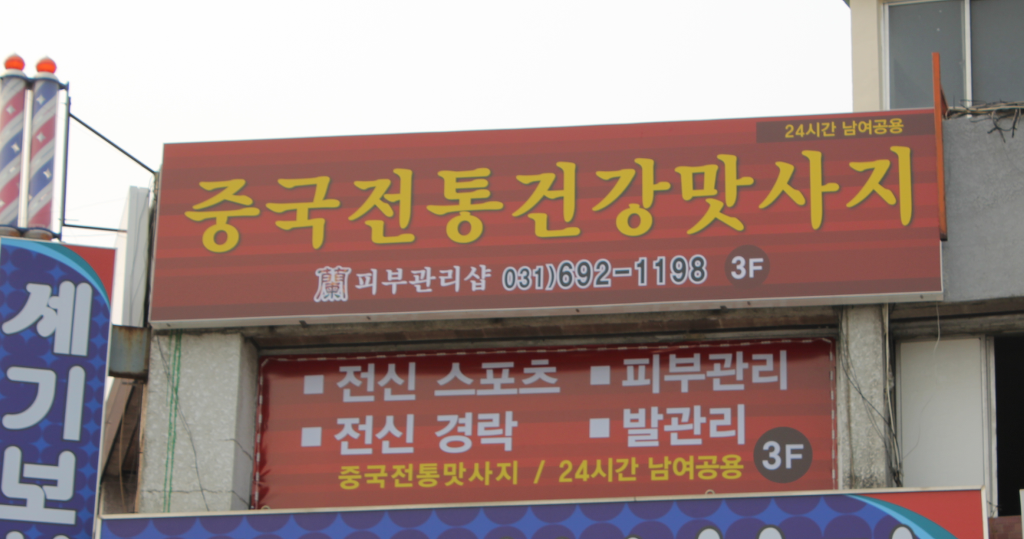 24시간 남여공용
중국전통건강맛사지
蘭 피부관리샵 031)692-1198 3F
■ 전신 스포츠 ■ 피부관리
■ 전신 경락 ■ 발관리
중국전통맛사지 / 24시간 남여공용 3F
세기보